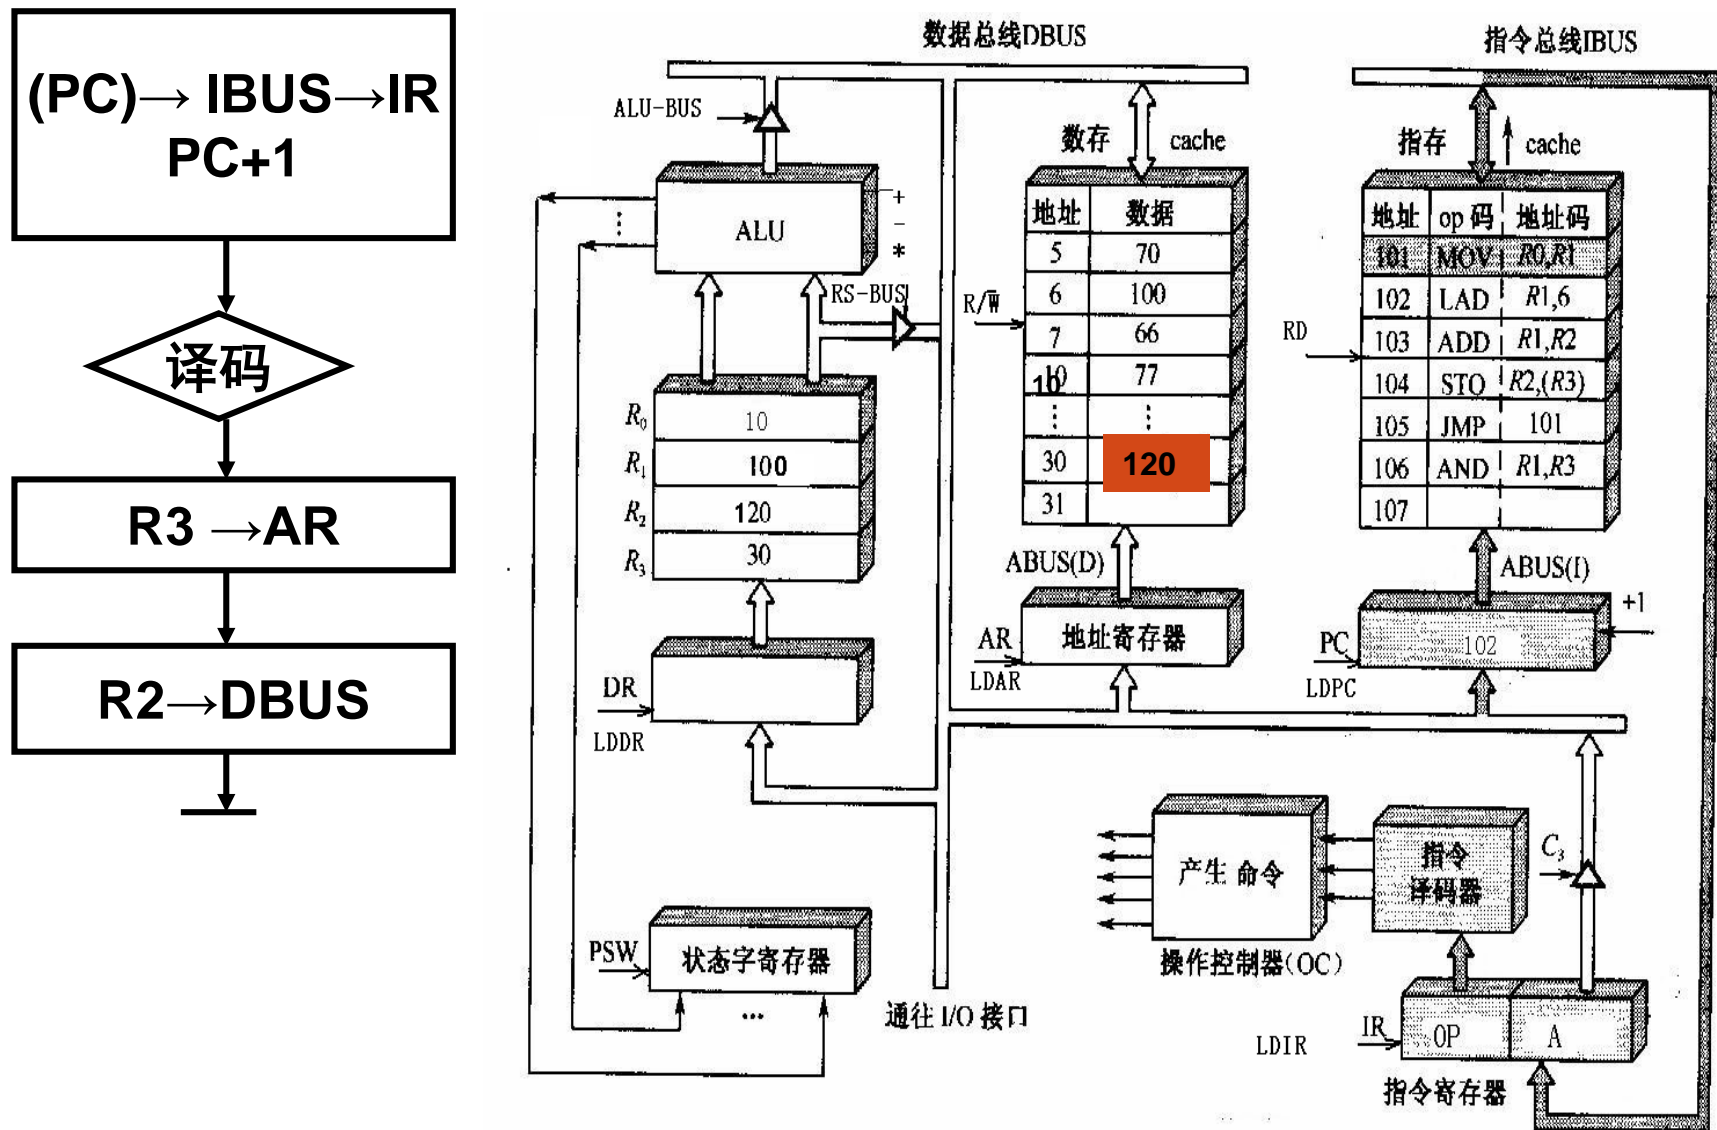 (PC)→ IBUS→IR
PC+1
译码
R3 →AR
R2→DBUS
数据总线DBUS
指令总线IBUS
ALU-BUS
数存 cache
指存 cache
ALU
+
-
*
RS-BUS
R/W̅
RD
地址 数据
5 70
6 100
7 66
10 77
10
⋮ ⋮
30 120
31
地址 op 码 地址码
101 MOV R0,R1
102 LAD R1,6
103 ADD R1,R2
104 STO R2,(R3)
105 JMP 101
106 AND R1,R3
107
R₀ 10
R₁ 100
R₂ 120
R₃ 30
ABUS(D)
ABUS(I)
AR
地址寄存器
LDAR
PC
102
+1
LDPC
DR
LDDR
产生 命令
指令
译码器
C₃
操作控制器(OC)
PSW
状态字寄存器
...
通往 I/O 接口
IR
OP A
LDIR
指令寄存器